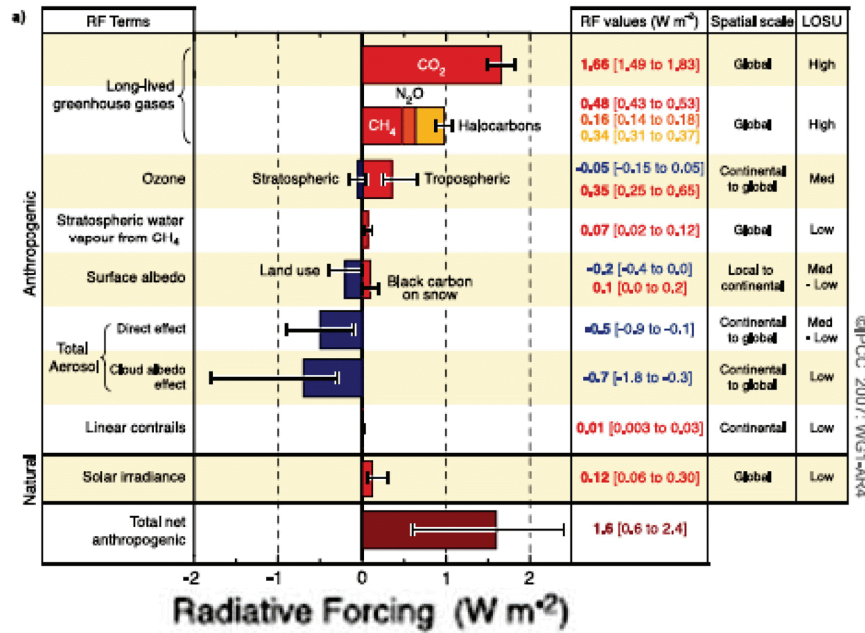 a)
RF Terms
RF values (W m⁻²)
Spatial scale
LOSU
Anthropogenic
Long-lived
greenhouse gases
CO₂
1.66 [1.49 to 1.83]
Global
High
N₂O
CH₄
Halocarbons
0.48 [0.43 to 0.53]
0.16 [0.14 to 0.18]
0.34 [0.31 to 0.37]
Global
High
Ozone
Stratospheric
Tropospheric
-0.05 [-0.15 to 0.05]
0.35 [0.25 to 0.65]
Continental
to global
Med
Stratospheric water
vapour from CH₄
0.07 [0.02 to 0.12]
Global
Low
Surface albedo
Land use
Black carbon
on snow
-0.2 [-0.4 to 0.0]
0.1 [0.0 to 0.2]
Local to
continental
Med
- Low
Total
Aerosol
Direct effect
-0.5 [-0.9 to -0.1]
Continental
to global
Med
- Low
Cloud albedo
effect
-0.7 [-1.8 to -0.3]
Continental
to global
Low
Linear contrails
0.01 [0.003 to 0.03]
Continental
Low
Natural
Solar irradiance
0.12 [0.06 to 0.30]
Global
Low
Total net
anthropogenic
1.6 [0.6 to 2.4]
-2 -1 0 1 2
Radiative Forcing (W m⁻²)
@IPCC 2007: WG1-AR4